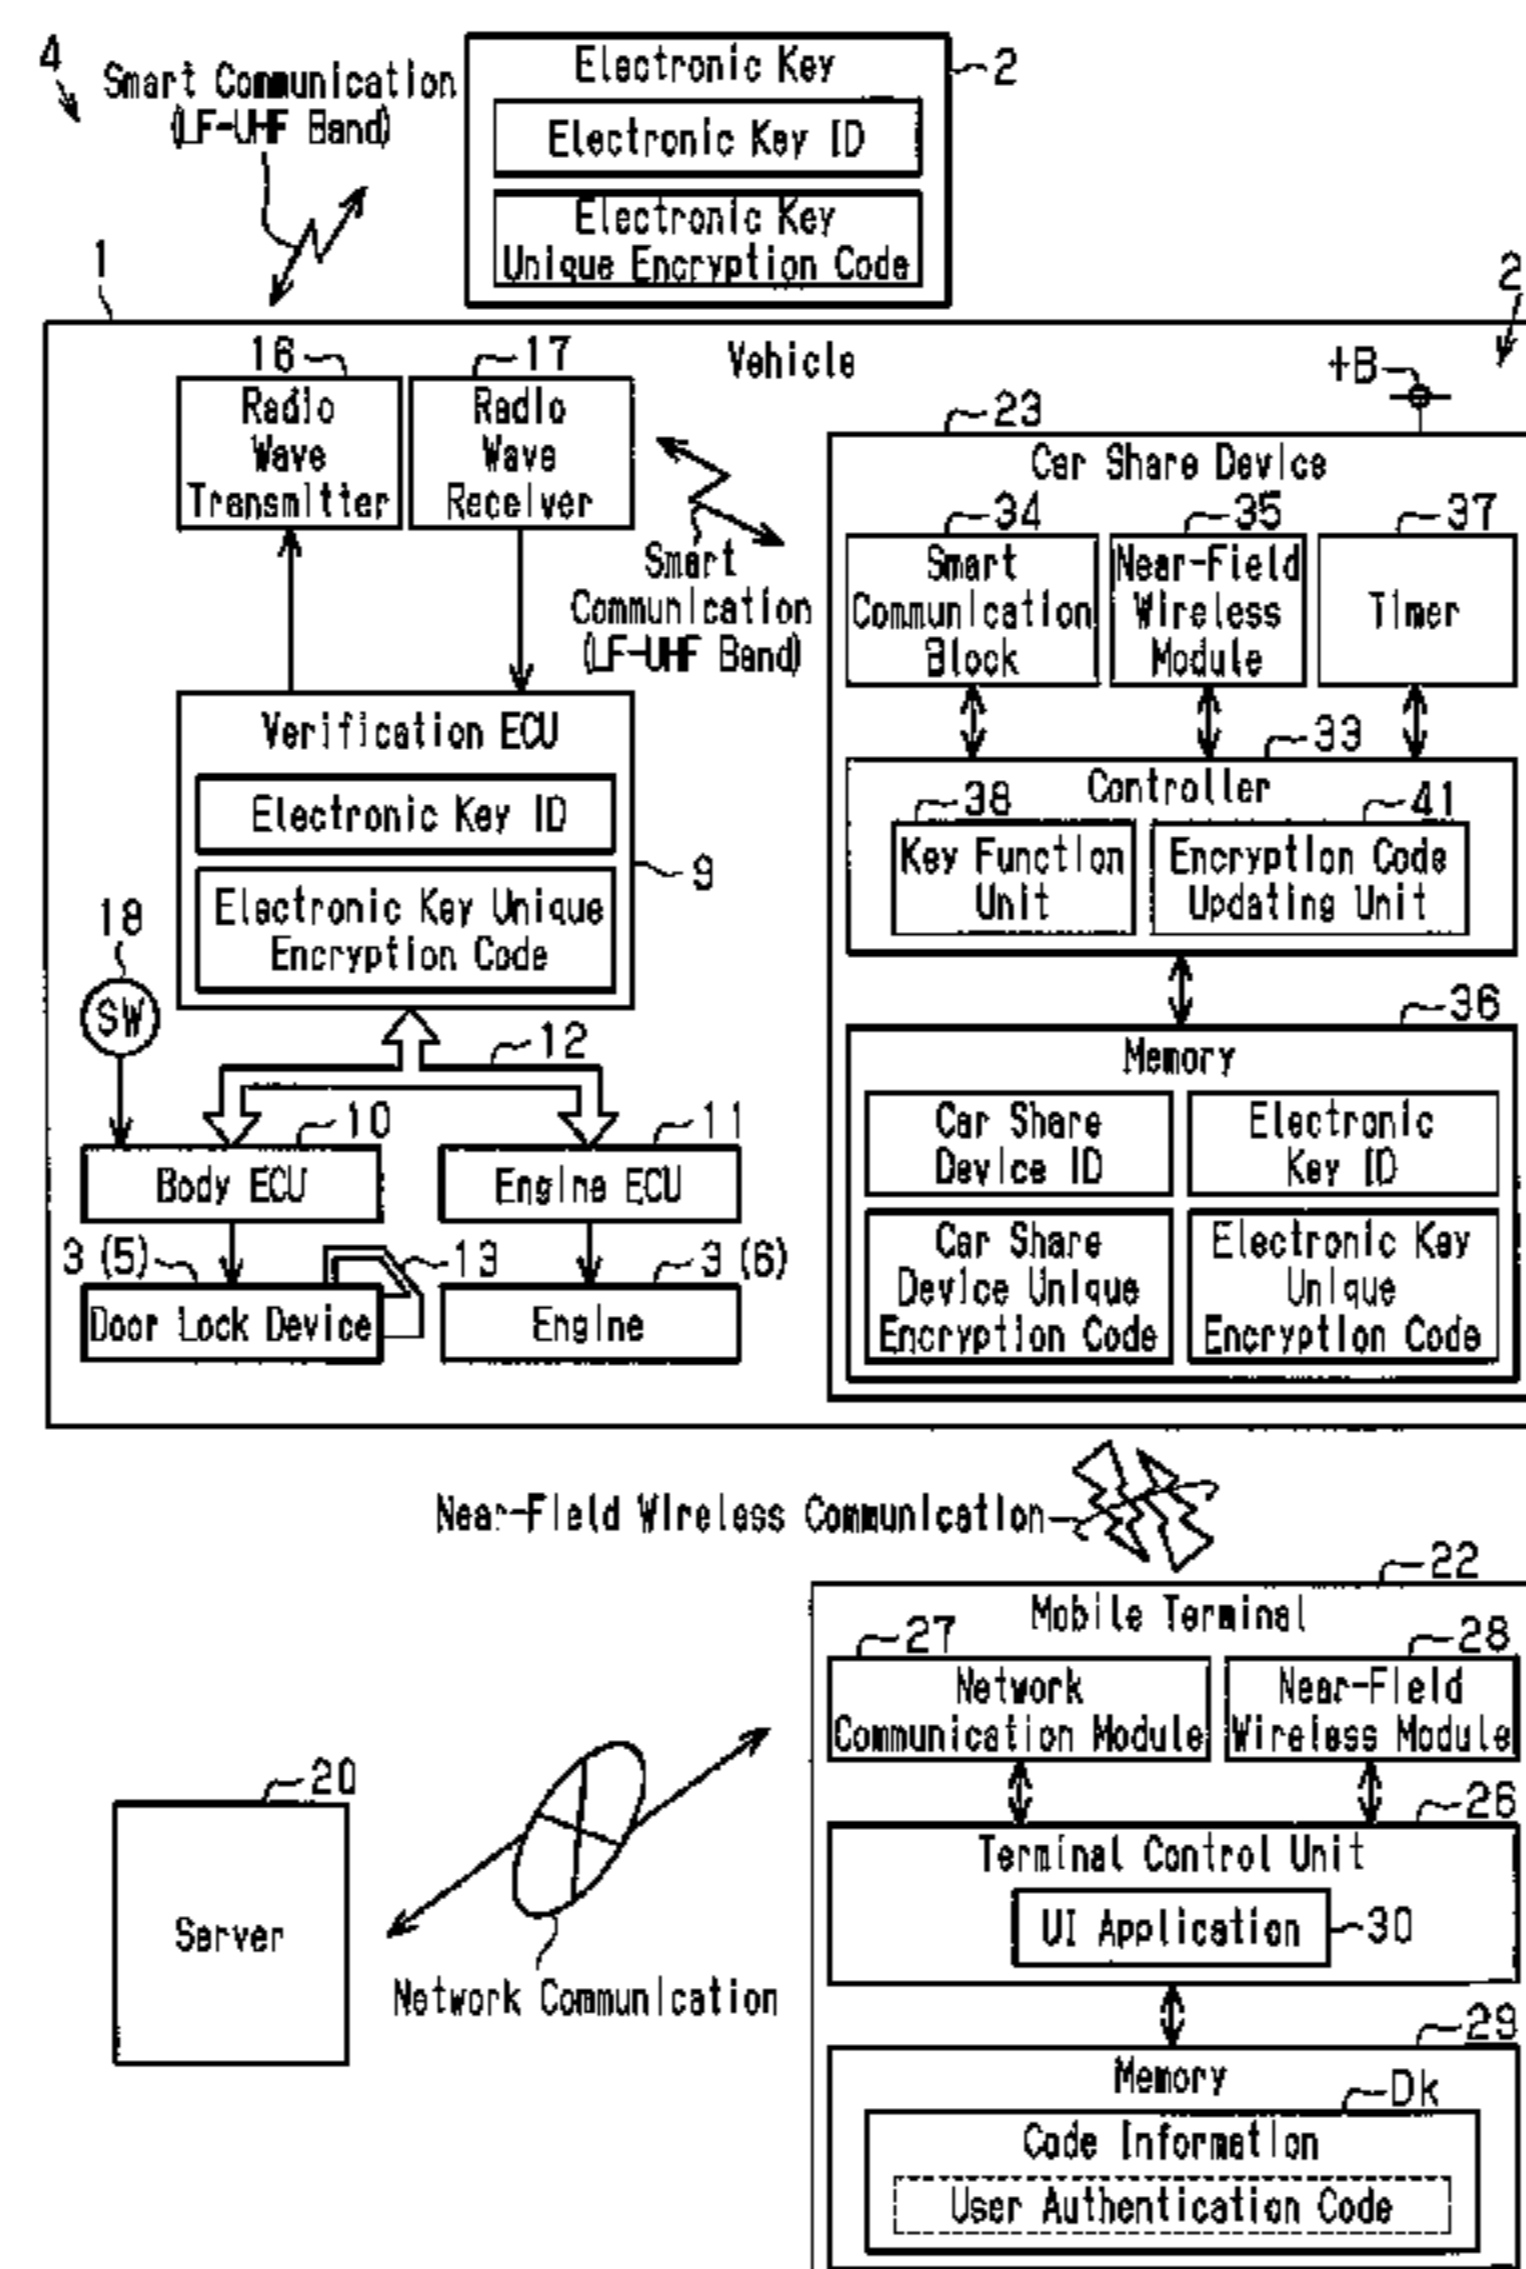 4
Smart Communication
(LF-UHF Band)
Electronic Key
2
Electronic Key ID
Electronic Key
Unique Encryption Code
1
Vehicle
2
+B
16
17
Radio
Wave
Transmitter
Radio
Wave
Receiver
Smart
Communication
(LF-UHF Band)
23
Car Share Device
34
35
37
Smart
Communication
Block
Near-Field
Wireless
Module
Timer
33
Controller
38
41
Key Function
Unit
Encryption Code
Updating Unit
Verification ECU
Electronic Key ID
9
Electronic Key Unique
Encryption Code
18
SW
12
10
11
Body ECU
Engine ECU
3 (5)
13
3 (6)
Door Lock Device
Engine
36
Memory
Car Share
Device ID
Electronic
Key ID
Car Share
Device Unique
Encryption Code
Electronic Key
Unique
Encryption Code
Near-Field Wireless Communication
22
Mobile Terminal
27
28
Network
Communication Module
Near-Field
Wireless Module
26
Terminal Control Unit
UI Application
30
20
Server
Network Communication
29
Memory
Dk
Code Information
User Authentication Code